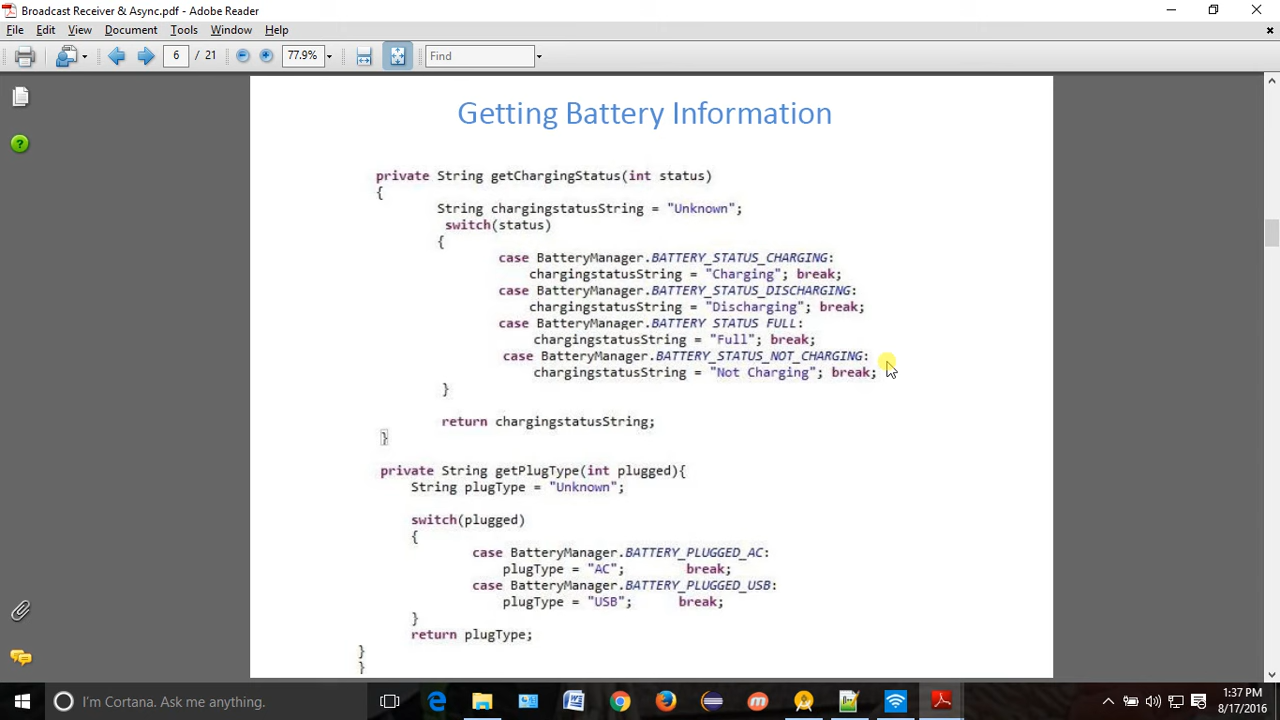 Broadcast Receiver & Async.pdf - Adobe Reader
File Edit View Document Tools Window Help
6 / 21 77.9% Find
Getting Battery Information
private String getChargingStatus(int status)
{
String chargingstatusString = "Unknown";
switch(status)
{
case BatteryManager.BATTERY_STATUS_CHARGING:
chargingstatusString = "Charging"; break;
case BatteryManager.BATTERY_STATUS_DISCHARGING:
chargingstatusString = "Discharging"; break;
case BatteryManager.BATTERY STATUS FULL:
chargingstatusString = "Full"; break;
case BatteryManager.BATTERY_STATUS_NOT_CHARGING:
chargingstatusString = "Not Charging"; break;
}
return chargingstatusString;
}
private String getPlugType(int plugged){
String plugType = "Unknown";
switch(plugged)
{
case BatteryManager.BATTERY_PLUGGED_AC:
plugType = "AC"; break;
case BatteryManager.BATTERY_PLUGGED_USB:
plugType = "USB"; break;
}
return plugType;
}
}
I'm Cortana. Ask me anything.
1:37 PM
8/17/2016